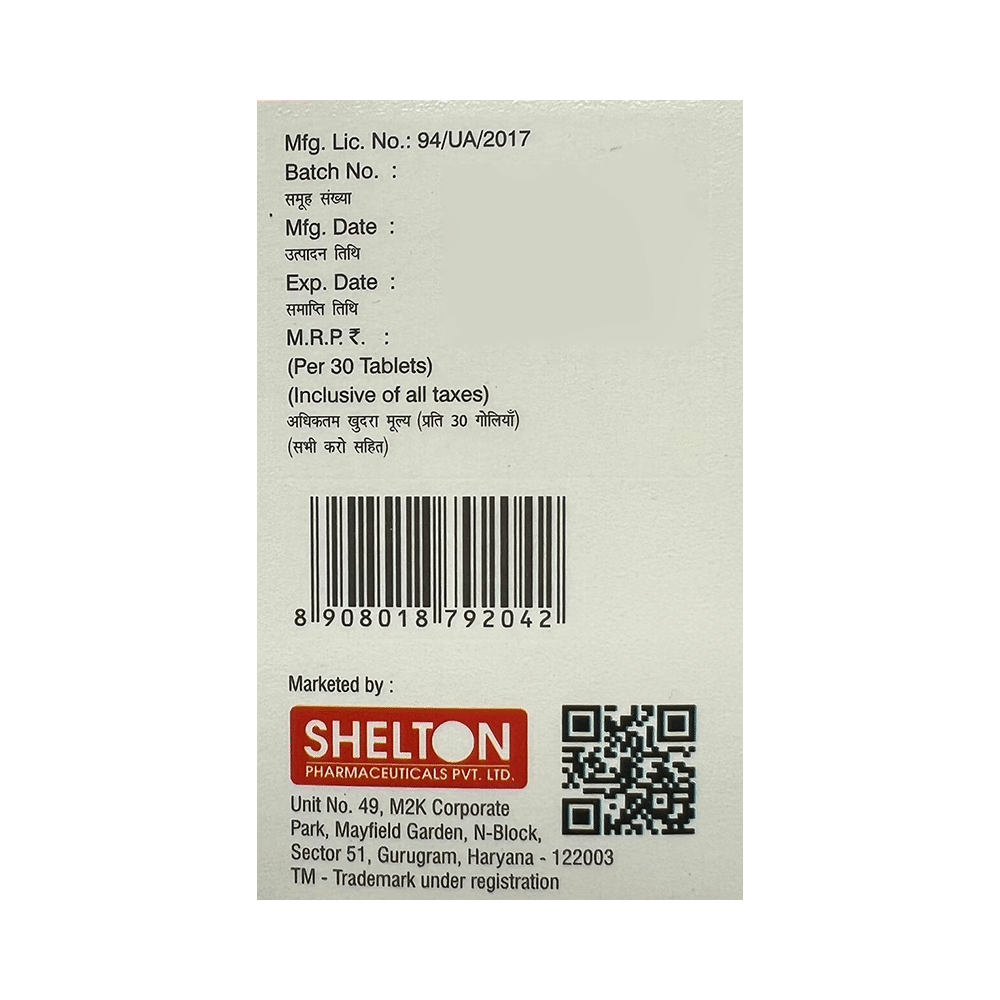 Mfg. Lic. No.: 94/UA/2017
Batch No. :
समूह संख्या
Mfg. Date :
उत्पादन तिथि
Exp. Date :
समाप्ति तिथि
M.R.P. ₹. :
(Per 30 Tablets)
(Inclusive of all taxes)
अधिकतम खुदरा मूल्य (प्रति 30 गोलियाँ)
(सभी करो सहित)
8 908018 792042
Marketed by :
SHELTON
PHARMACEUTICALS PVT. LTD.
Unit No. 49, M2K Corporate
Park, Mayfield Garden, N-Block,
Sector 51, Gurugram, Haryana - 122003
TM - Trademark under registration